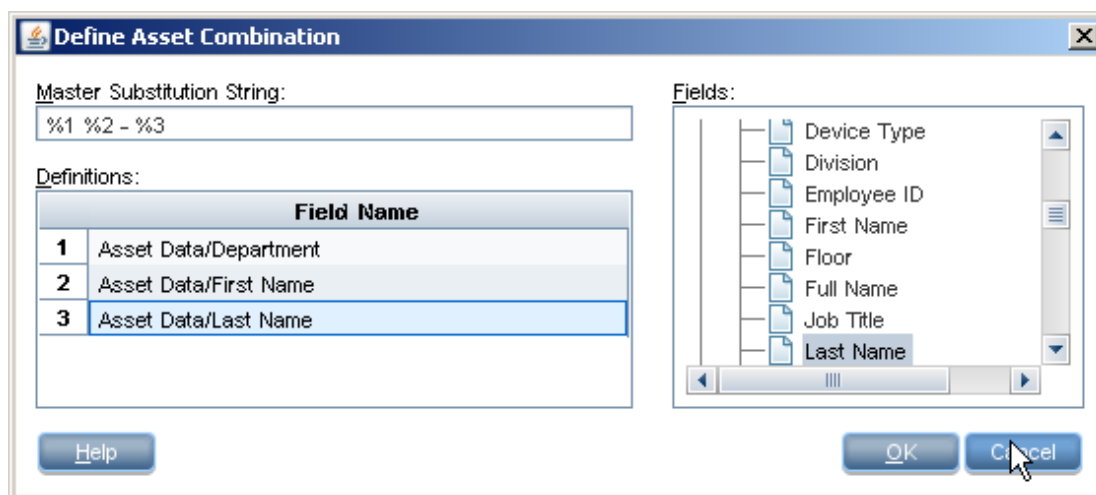 Define Asset Combination
Master Substitution String:
%1 %2 - %3
Definitions:
Field Name
1 Asset Data/Department
2 Asset Data/First Name
3 Asset Data/Last Name
Fields:
Device Type
Division
Employee ID
First Name
Floor
Full Name
Job Title
Last Name
Help
OK
Cancel